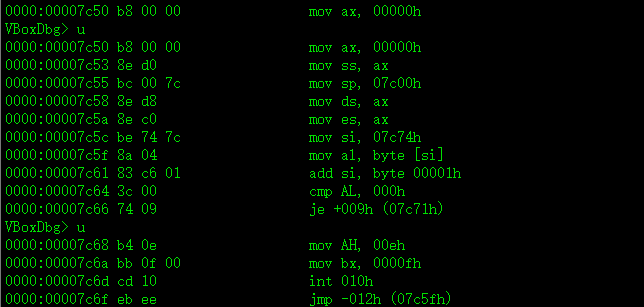 0000:00007c50 b8 00 00                mov ax, 00000h
VBoxDbg> u
0000:00007c50 b8 00 00                mov ax, 00000h
0000:00007c53 8e d0                   mov ss, ax
0000:00007c55 bc 00 7c                mov sp, 07c00h
0000:00007c58 8e d8                   mov ds, ax
0000:00007c5a 8e c0                   mov es, ax
0000:00007c5c be 74 7c                mov si, 07c74h
0000:00007c5f 8a 04                   mov al, byte [si]
0000:00007c61 83 c6 01                add si, byte 00001h
0000:00007c64 3c 00                   cmp AL, 000h
0000:00007c66 74 09                   je +009h (07c71h)
VBoxDbg> u
0000:00007c68 b4 0e                   mov AH, 00eh
0000:00007c6a bb 0f 00                mov bx, 0000fh
0000:00007c6d cd 10                   int 010h
0000:00007c6f eb ee                   jmp -012h (07c5fh)